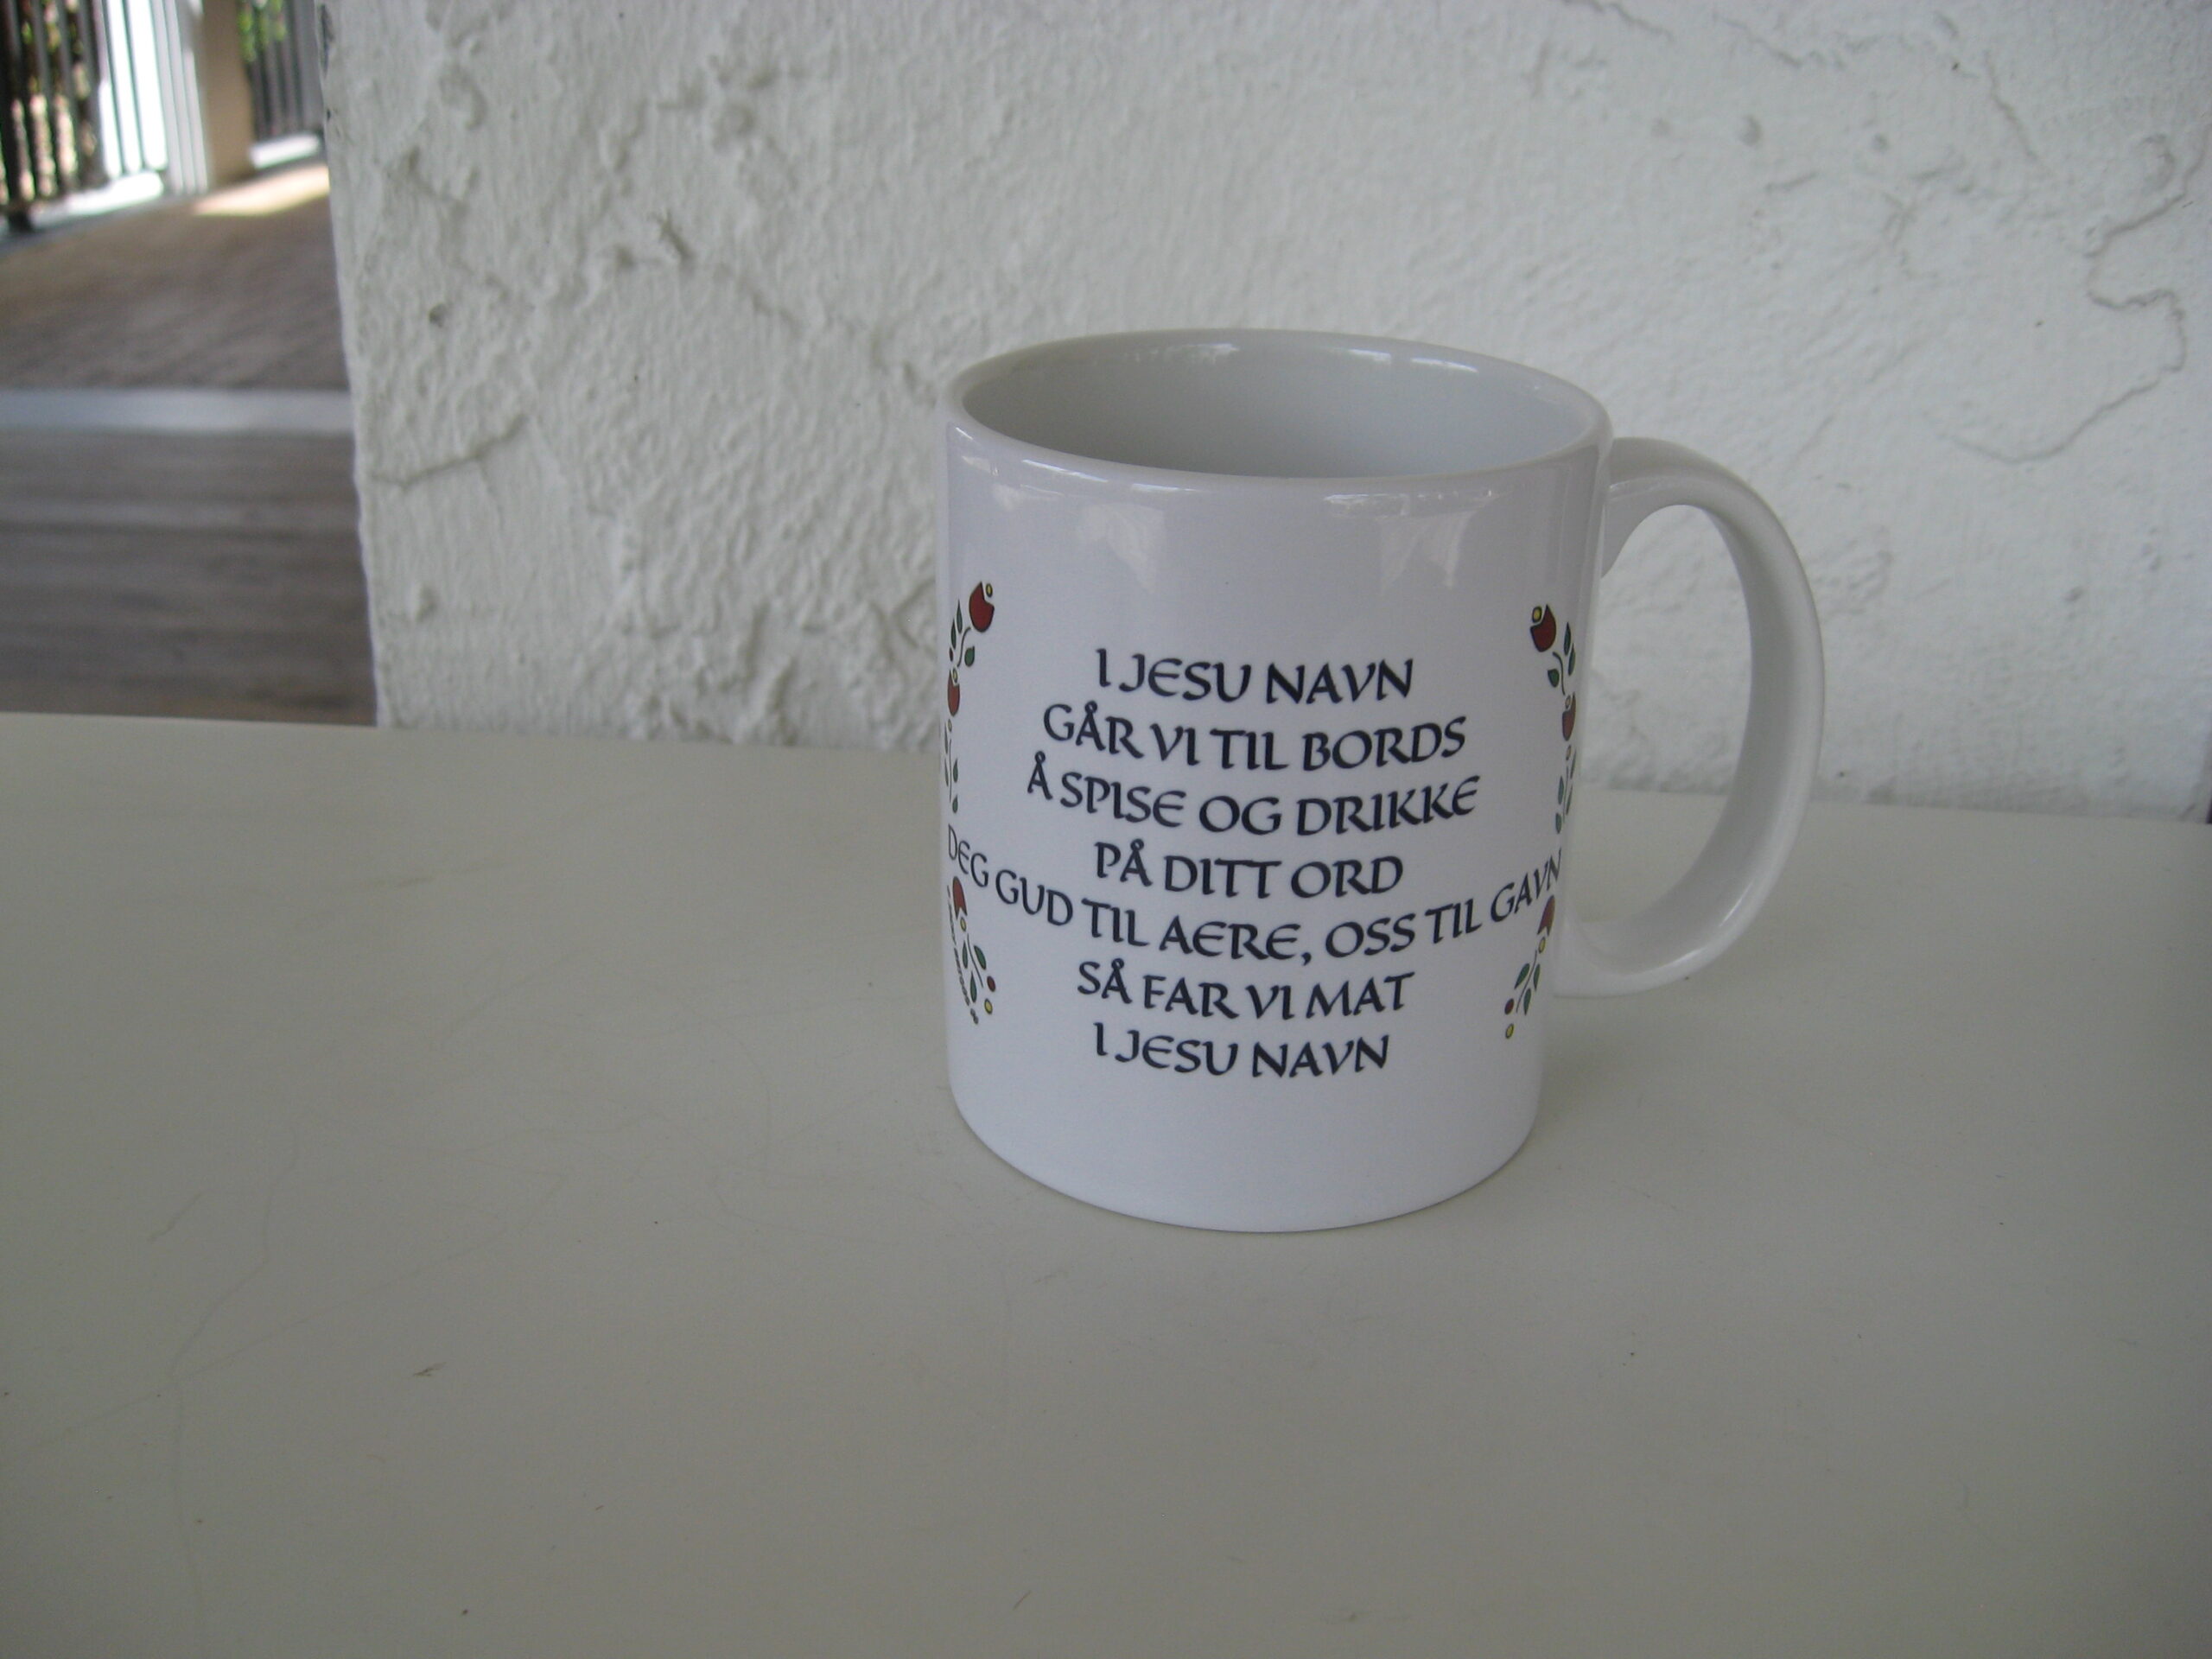 I JESU NAVN
GÅR VI TIL BORDS
Å SPISE OG DRIKKE
PÅ DITT ORD
DEG GUD TIL AERE, OSS TIL GAVN
SÅ FAR VI MAT
I JESU NAVN